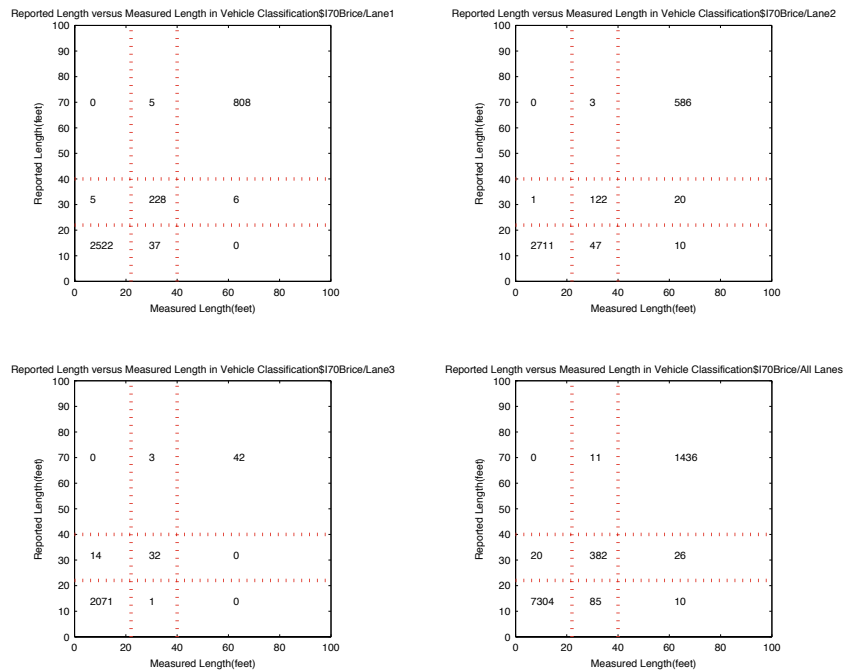 Reported Length versus Measured Length in Vehicle Classification$I70Brice/Lane1
100
90
80
70
60
50
40
30
20
10
0
Reported Length(feet)
0 5 808
5 228 6
2522 37 0
0 20 40 60 80 100
Measured Length(feet)
Reported Length versus Measured Length in Vehicle Classification$I70Brice/Lane2
100
90
80
70
60
50
40
30
20
10
0
Reported Length(feet)
0 3 586
1 122 20
2711 47 10
0 20 40 60 80 100
Measured Length(feet)
Reported Length versus Measured Length in Vehicle Classification$I70Brice/Lane3
100
90
80
70
60
50
40
30
20
10
0
Reported Length(feet)
0 3 42
14 32 0
2071 1 0
0 20 40 60 80 100
Measured Length(feet)
Reported Length versus Measured Length in Vehicle Classification$I70Brice/All Lanes
100
90
80
70
60
50
40
30
20
10
0
Reported Length(feet)
0 11 1436
20 382 26
7304 85 10
0 20 40 60 80 100
Measured Length(feet)